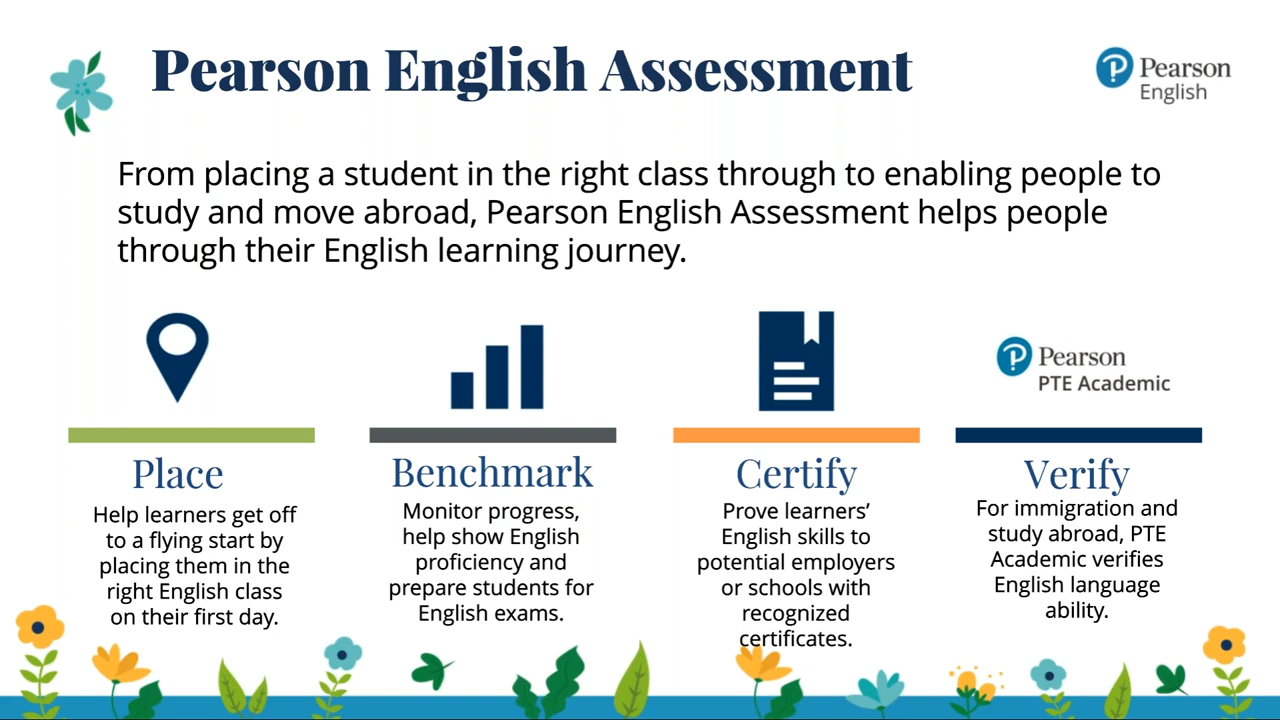 Pearson English Assessment
Pearson
English
From placing a student in the right class through to enabling people to
study and move abroad, Pearson English Assessment helps people
through their English learning journey.
Pearson
PTE Academic
Place
Help learners get off
to a flying start by
placing them in the
right English class
on their first day.
Benchmark
Monitor progress,
help show English
proficiency and
prepare students for
English exams.
Certify
Prove learners’
English skills to
potential employers
or schools with
recognized
certificates.
Verify
For immigration and
study abroad, PTE
Academic verifies
English language
ability.